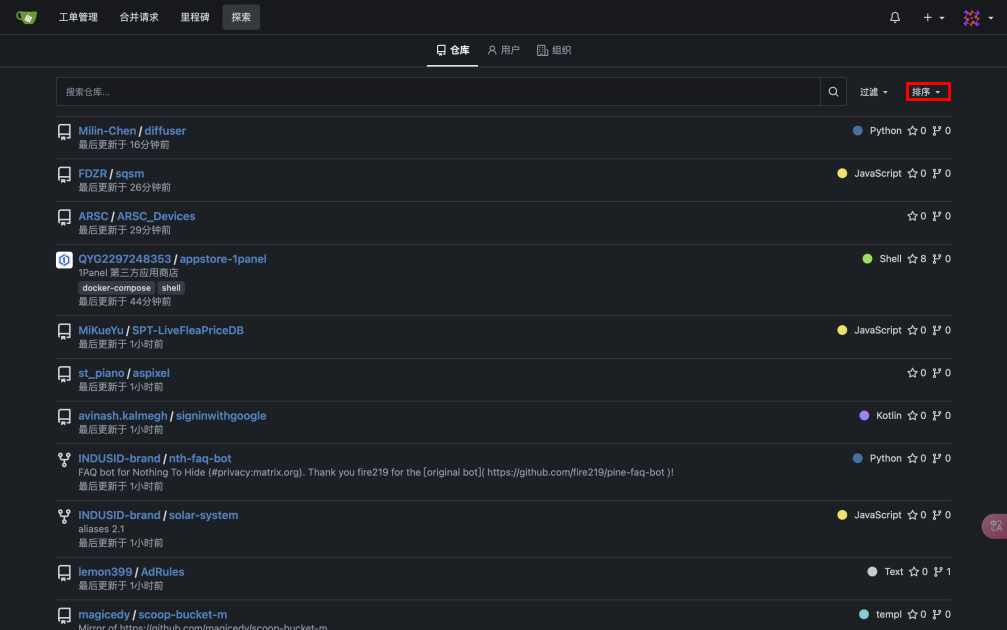 工单管理 合并请求 里程碑 探索
仓库 用户 组织
搜索仓库... 过滤 排序
Milin-Chen / diffuser Python 0 0
最后更新于 16分钟前
FDZR / sqsm JavaScript 0 0
最后更新于 26分钟前
ARSC / ARSC_Devices 0 0
最后更新于 29分钟前
QYG2297248353 / appstore-1panel Shell 8 0
1Panel 第三方应用商店
docker-compose shell
最后更新于 44分钟前
MiKueYu / SPT-LiveFleaPriceDB JavaScript 0 0
最后更新于 1小时前
st_piano / aspixel 0 0
最后更新于 1小时前
avinash.kalmegh / signinwithgoogle Kotlin 0 0
最后更新于 1小时前
INDUSID-brand / nth-faq-bot Python 0 0
FAQ bot for Nothing To Hide (#privacy:matrix.org). Thank you fire219 for the [original bot]( https://github.com/fire219/pine-faq-bot )!
最后更新于 1小时前
INDUSID-brand / solar-system JavaScript 0 0
aliases 2.1
最后更新于 1小时前
lemon399 / AdRules Text 0 1
最后更新于 1小时前
magicedy / scoop-bucket-m templ 0 0
Mirror of https://github.com/magicedy/scoop-bucket-m